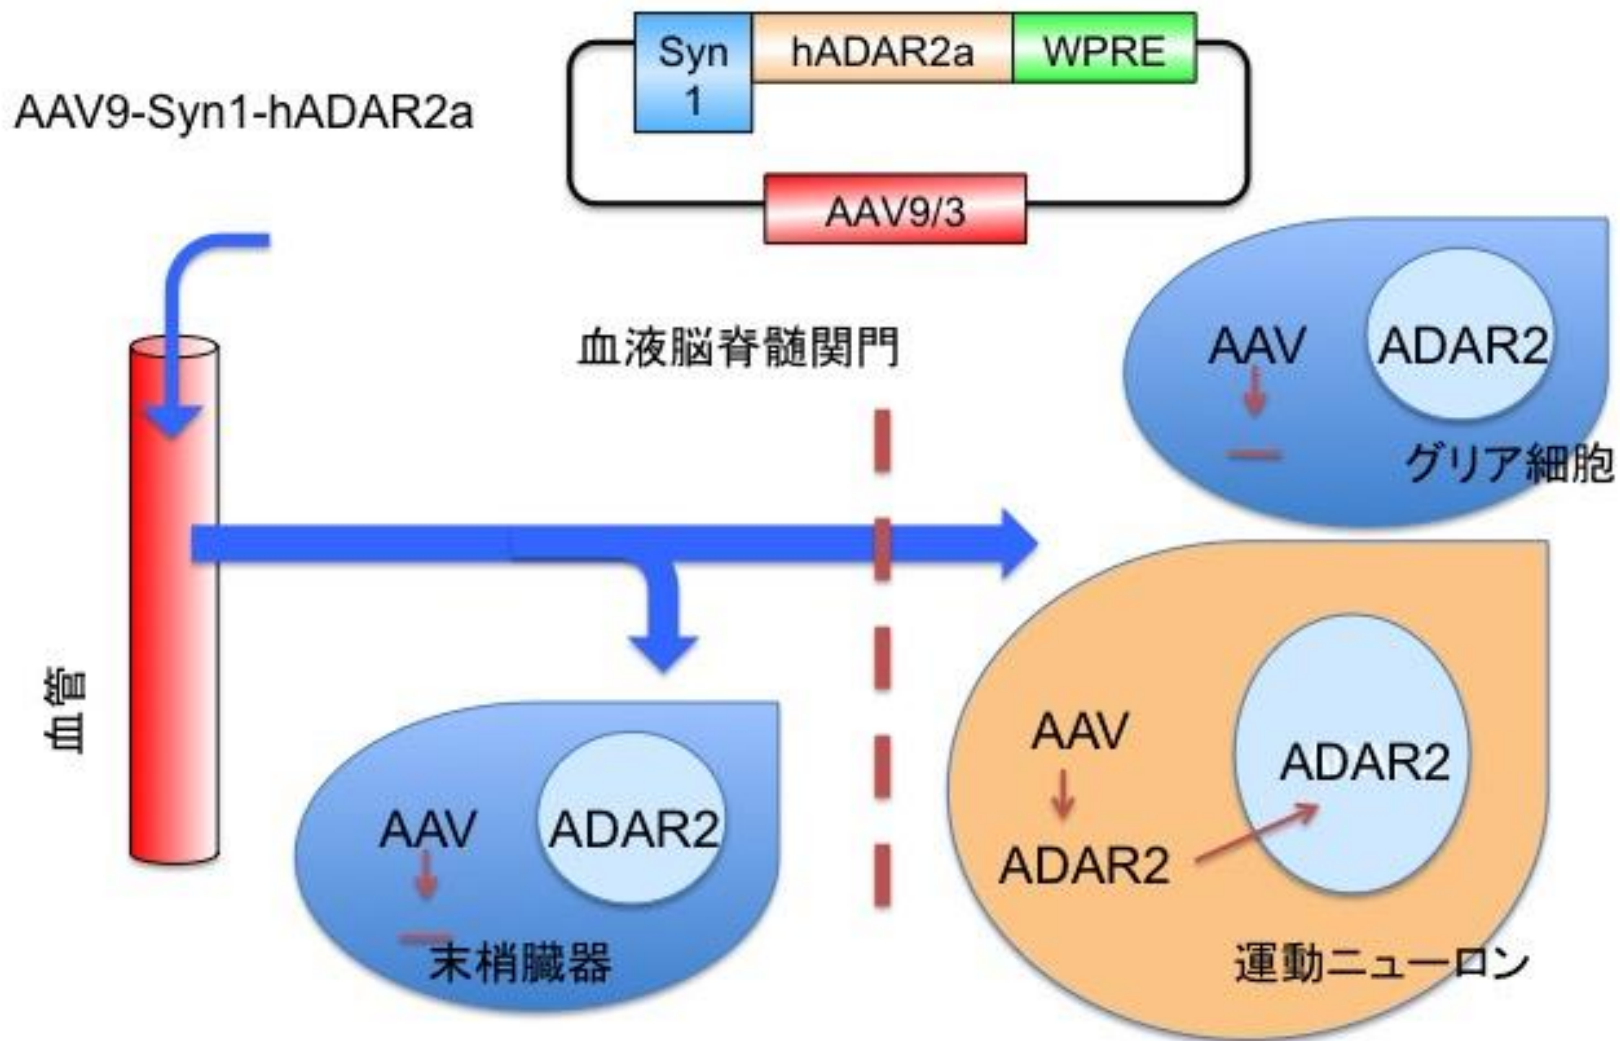 Syn
1
hADAR2a
WPRE
AAV9-Syn1-hADAR2a
AAV9/3
血液脳脊髄関門
AAV
ADAR2
グリア細胞
血管
AAV
ADAR2
末梢臓器
AAV
ADAR2
ADAR2
運動ニューロン